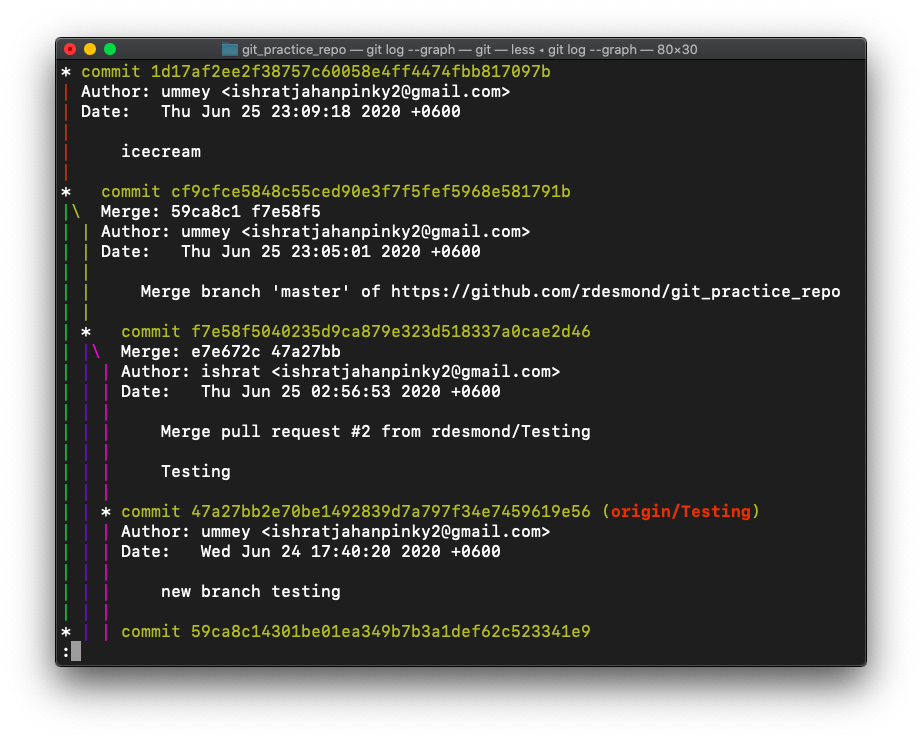 git_practice_repo — git log --graph — git — less ◂ git log --graph — 80×30
* commit 1d17af2ee2f38757c60058e4ff4474fbb817097b
| Author: ummey <ishratjahanpinky2@gmail.com>
| Date:   Thu Jun 25 23:09:18 2020 +0600
|
|     icecream
|
*   commit cf9cfce5848c55ced90e3f7f5fef5968e581791b
|\  Merge: 59ca8c1 f7e58f5
| | Author: ummey <ishratjahanpinky2@gmail.com>
| | Date:   Thu Jun 25 23:05:01 2020 +0600
| |
| |     Merge branch 'master' of https://github.com/rdesmond/git_practice_repo
| |
| *   commit f7e58f5040235d9ca879e323d518337a0cae2d46
| |\  Merge: e7e672c 47a27bb
| | | Author: ishrat <ishratjahanpinky2@gmail.com>
| | | Date:   Thu Jun 25 02:56:53 2020 +0600
| | |
| | |     Merge pull request #2 from rdesmond/Testing
| | |
| | |     Testing
| | |
| | * commit 47a27bb2e70be1492839d7a797f34e7459619e56 (origin/Testing)
| | | Author: ummey <ishratjahanpinky2@gmail.com>
| | | Date:   Wed Jun 24 17:40:20 2020 +0600
| | |
| | |     new branch testing
| | |
* | | commit 59ca8c14301be01ea349b7b3a1def62c523341e9
: